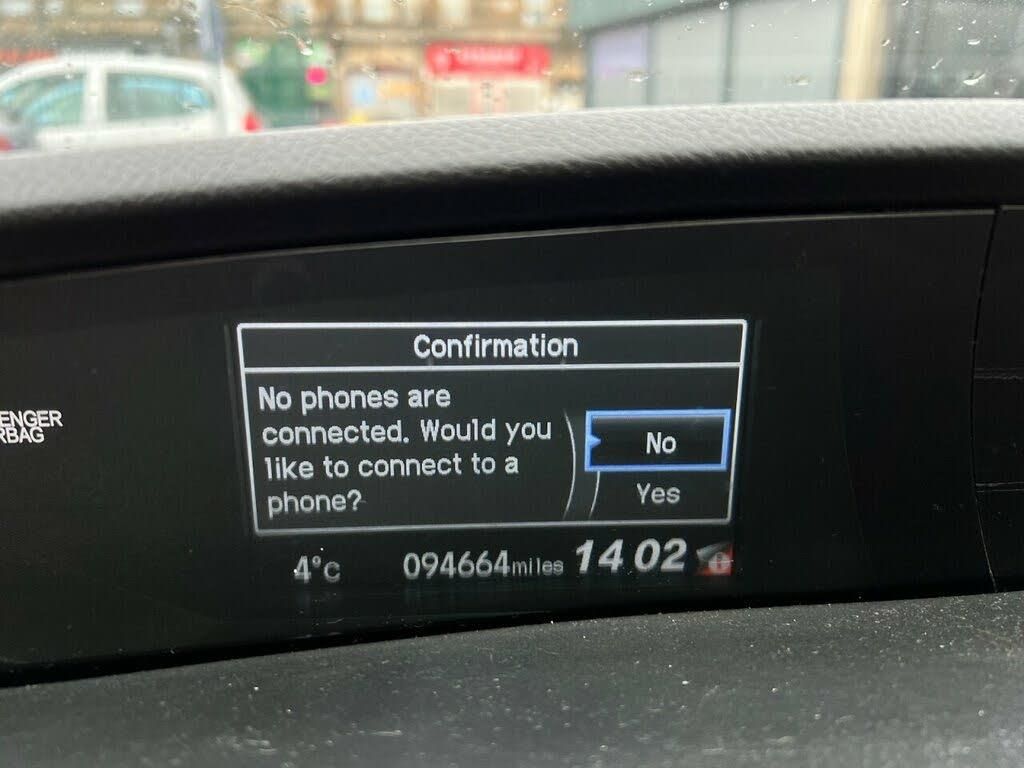 Confirmation
No phones are
connected. Would you
like to connect to a
phone?
No
Yes
ENGER
RBAG
4°C 094664miles 14 02